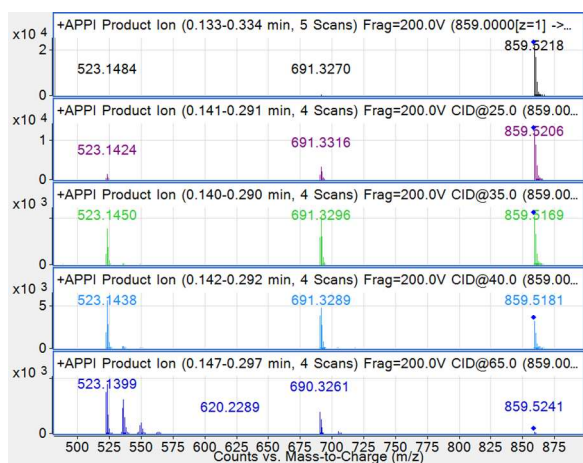 +APPI Product Ion (0.133-0.334 min, 5 Scans) Frag=200.0V (859.0000[z=1] ->...
x10 4
859.5218
523.1484 691.3270
2
0
+APPI Product Ion (0.141-0.291 min, 4 Scans) Frag=200.0V CID@25.0 (859.00...
x10 4
859.5206
523.1424 691.3316
1
0
+APPI Product Ion (0.140-0.290 min, 4 Scans) Frag=200.0V CID@35.0 (859.00...
x10 3
523.1450 691.3296 859.5169
0
+APPI Product Ion (0.142-0.292 min, 4 Scans) Frag=200.0V CID@40.0 (859.00...
x10 3
523.1438 691.3289 859.5181
5
0
+APPI Product Ion (0.147-0.297 min, 4 Scans) Frag=200.0V CID@65.0 (859.00...
x10 3
523.1399 690.3261
620.2289 859.5241
0
500 525 550 575 600 625 650 675 700 725 750 775 800 825 850 875
Counts vs. Mass-to-Charge (m/z)